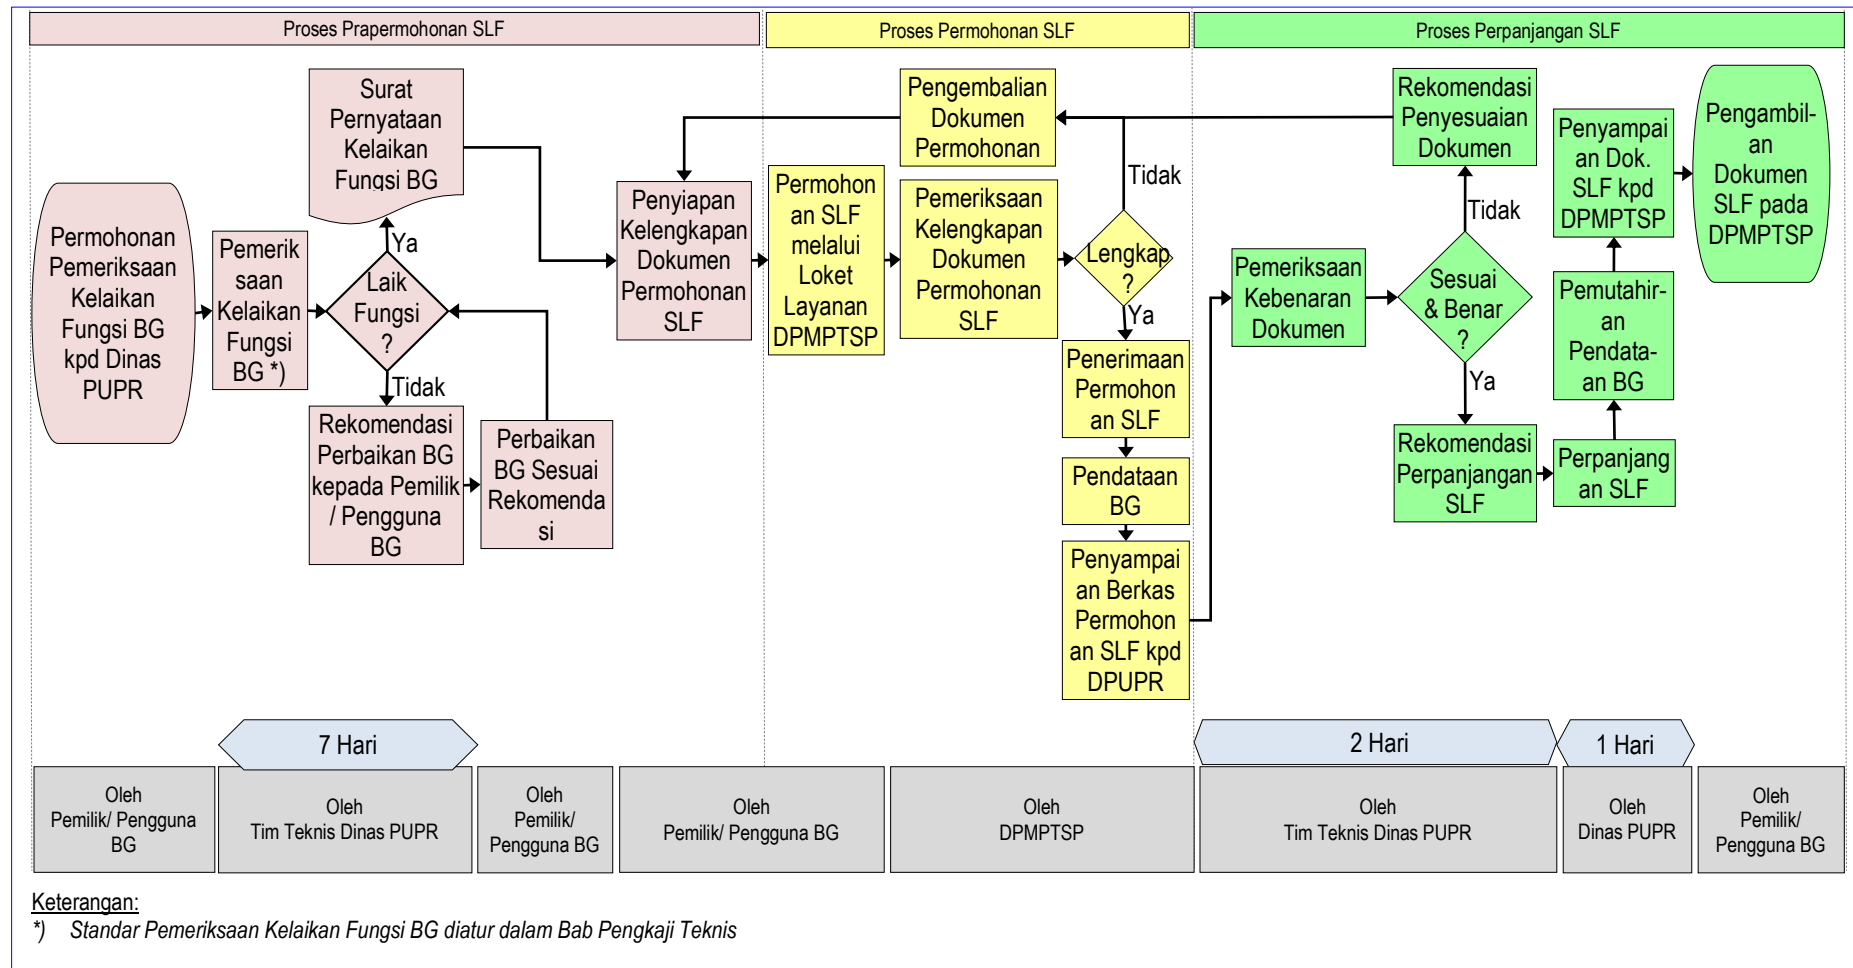 Proses Prapermohonan SLF
Proses Permohonan SLF
Proses Perpanjangan SLF
Permohonan
Pemeriksaan
Kelaikan
Fungsi BG
kpd Dinas
PUPR
Pemerik
saan
Kelaikan
Fungsi
BG *)
Surat
Pernyataan
Kelaikan
Fungsi BG
Ya
Laik
Fungsi
?
Tidak
Rekomendasi
Perbaikan BG
kepada Pemilik
/ Pengguna
BG
Perbaikan
BG Sesuai
Rekomenda
si
Penyiapan
Kelengkapan
Dokumen
Permohonan
SLF
Permohon
an SLF
melalui
Loket
Layanan
DPMPTSP
Pengembalian
Dokumen
Permohonan
Pemeriksaan
Kelengkapan
Dokumen
Permohonan
SLF
Tidak
Lengkap
?
Ya
Penerimaan
Permohon
an SLF
Pendataan
BG
Penyampai
an Berkas
Permohon
an SLF kpd
DPUPR
Pemeriksaan
Kebenaran
Dokumen
Rekomendasi
Penyesuaian
Dokumen
Tidak
Sesuai
& Benar
?
Ya
Rekomendasi
Perpanjangan
SLF
Perpanjang
an SLF
Pemutahir-
an
Pendata-
an BG
Penyampai
an Dok.
SLF kpd
DPMPTSP
Pengambil-
an
Dokumen
SLF pada
DPMPTSP
7 Hari
2 Hari
1 Hari
Oleh
Pemilik/ Pengguna
BG
Oleh
Tim Teknis Dinas PUPR
Oleh
Pemilik/
Pengguna BG
Oleh
Pemilik/ Pengguna BG
Oleh
DPMPTSP
Oleh
Tim Teknis Dinas PUPR
Oleh
Dinas PUPR
Oleh
Pemilik/
Pengguna BG
Keterangan:
*) Standar Pemeriksaan Kelaikan Fungsi BG diatur dalam Bab Pengkaji Teknis